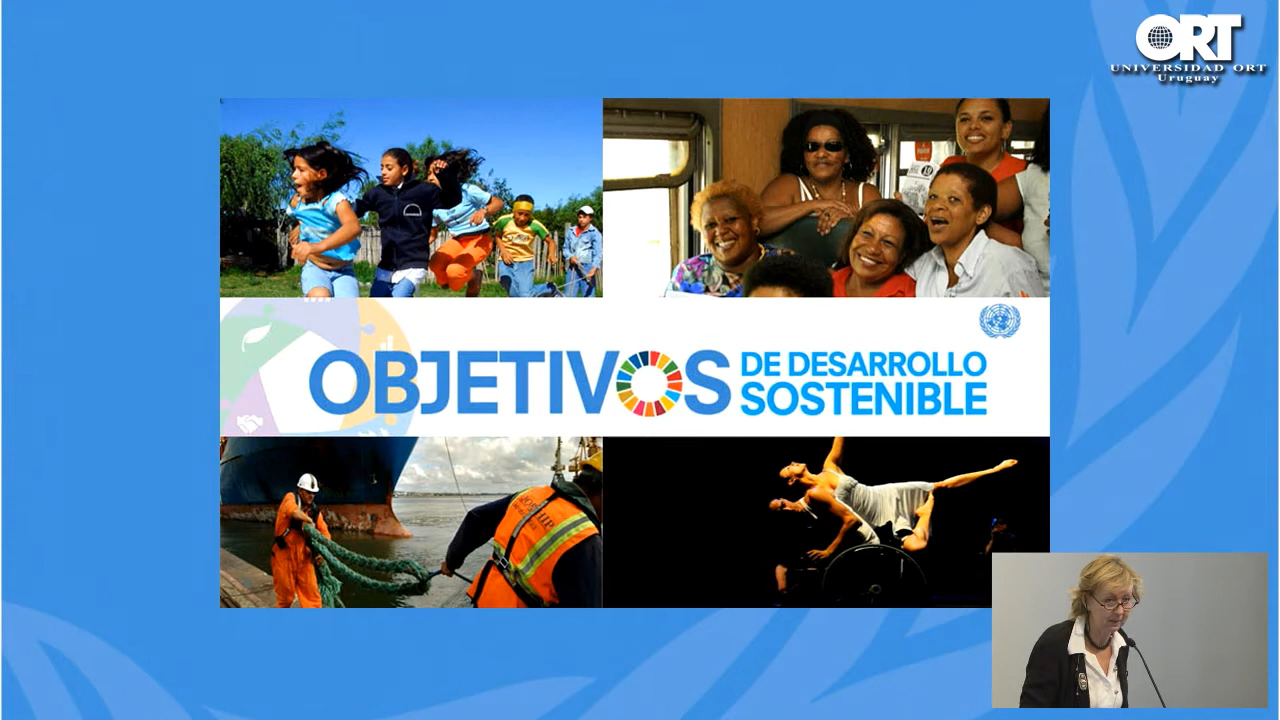 ORT
UNIVERSIDAD ORT
Uruguay
OBJETIVOS
DE DESARROLLO
SOSTENIBLE